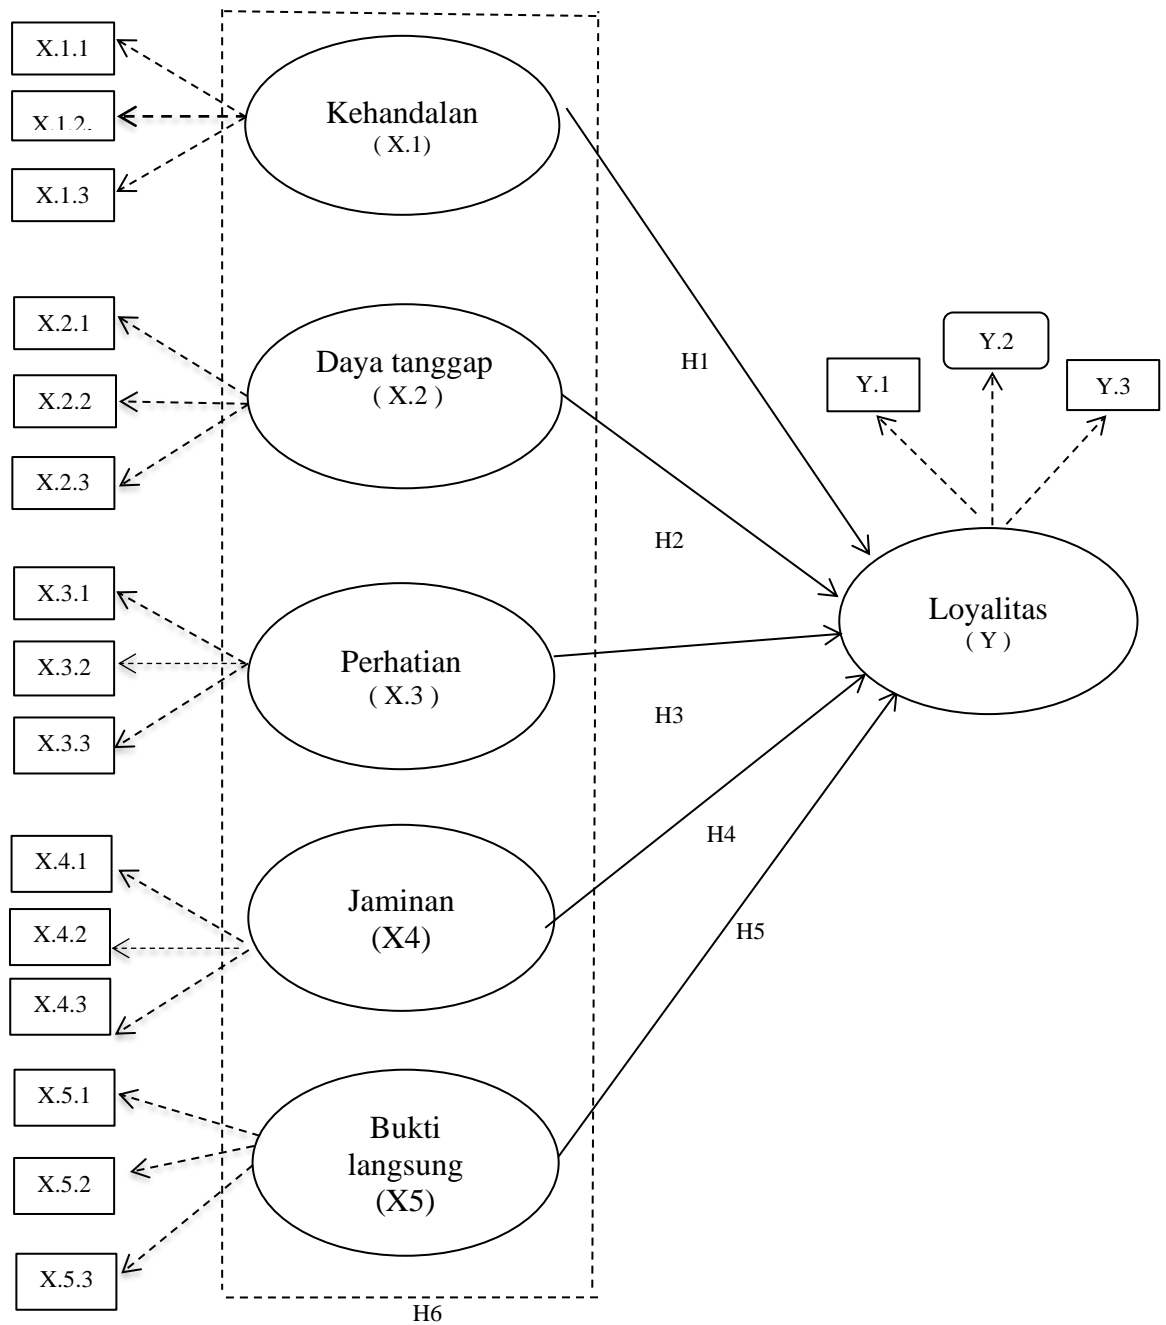 X.1.1
X.1.2.
X.1.3
Kehandalan
( X.1)
X.2.1
X.2.2
X.2.3
Daya tanggap
( X.2 )
X.3.1
X.3.2
X.3.3
Perhatian
( X.3 )
X.4.1
X.4.2
X.4.3
Jaminan
(X4)
X.5.1
X.5.2
X.5.3
Bukti
langsung
(X5)
H6
H1
H2
H3
H4
H5
Y.1
Y.2
Y.3
Loyalitas
( Y )